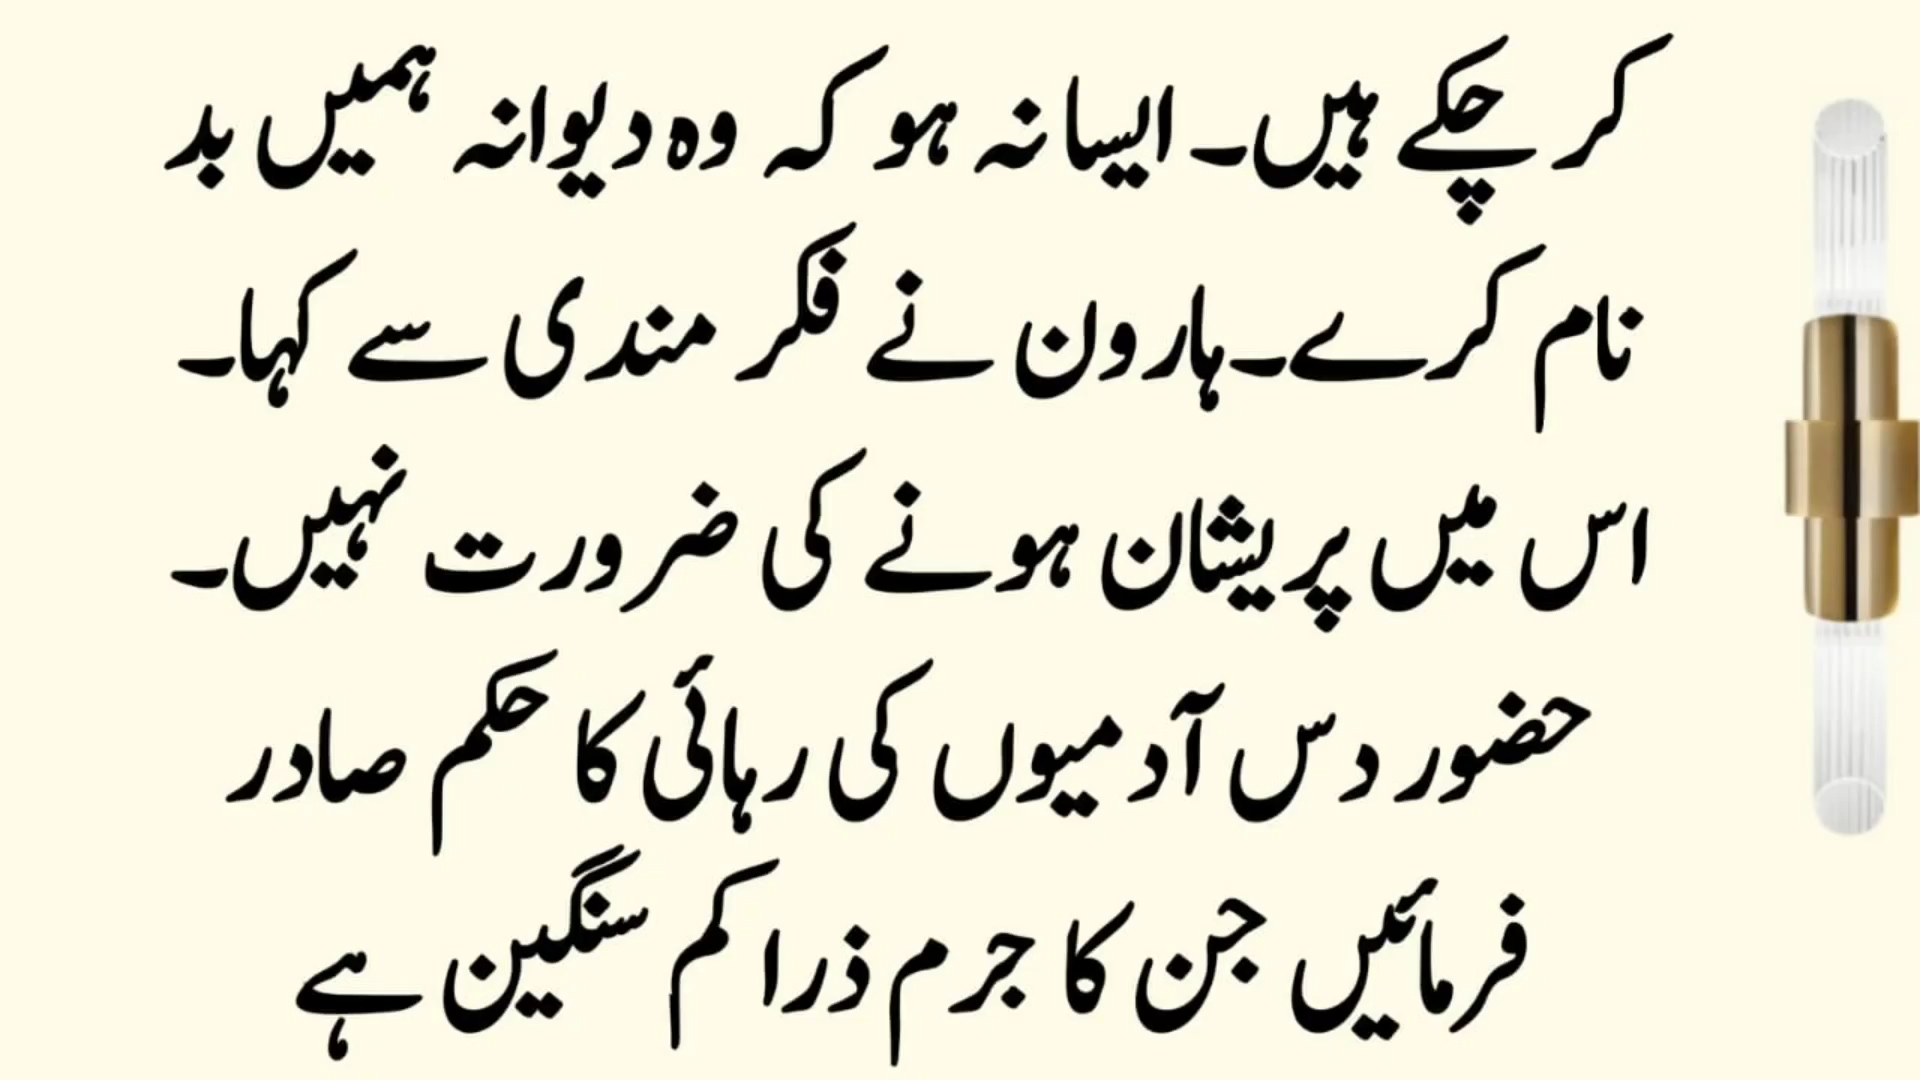 کر چکے ہیں۔ ایسا نہ ہو کہ وہ دیوانہ ہمیں بد
نام کرے۔ہارون نے فکر مندی سے کہا۔
اس میں پریشان ہونے کی ضرورت نہیں۔
حضور دس آدمیوں کی رہائی کا حکم صادر
فرمائیں جن کا جرم ذرا کم سنگین ہے